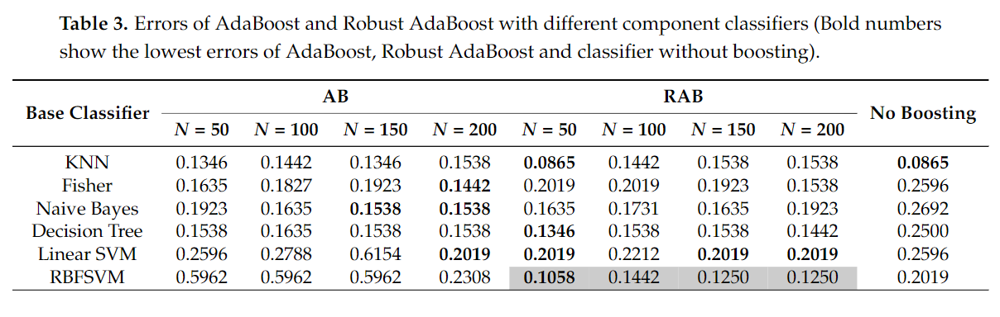 Table 3. Errors of AdaBoost and Robust AdaBoost with different component classifiers (Bold numbers
show the lowest errors of AdaBoost, Robust AdaBoost and classifier without boosting).
Base Classifier AB RAB No Boosting
N = 50 N = 100 N = 150 N = 200 N = 50 N = 100 N = 150 N = 200
KNN 0.1346 0.1442 0.1346 0.1538 0.0865 0.1442 0.1538 0.1538 0.0865
Fisher 0.1635 0.1827 0.1923 0.1442 0.2019 0.2019 0.1923 0.1538 0.2596
Naive Bayes 0.1923 0.1635 0.1538 0.1538 0.1635 0.1731 0.1635 0.1923 0.2692
Decision Tree 0.1538 0.1635 0.1538 0.1538 0.1346 0.1538 0.1538 0.1442 0.2500
Linear SVM 0.2596 0.2788 0.6154 0.2019 0.2019 0.2212 0.2019 0.2019 0.2596
RBFSVM 0.5962 0.5962 0.5962 0.2308 0.1058 0.1442 0.1250 0.1250 0.2019